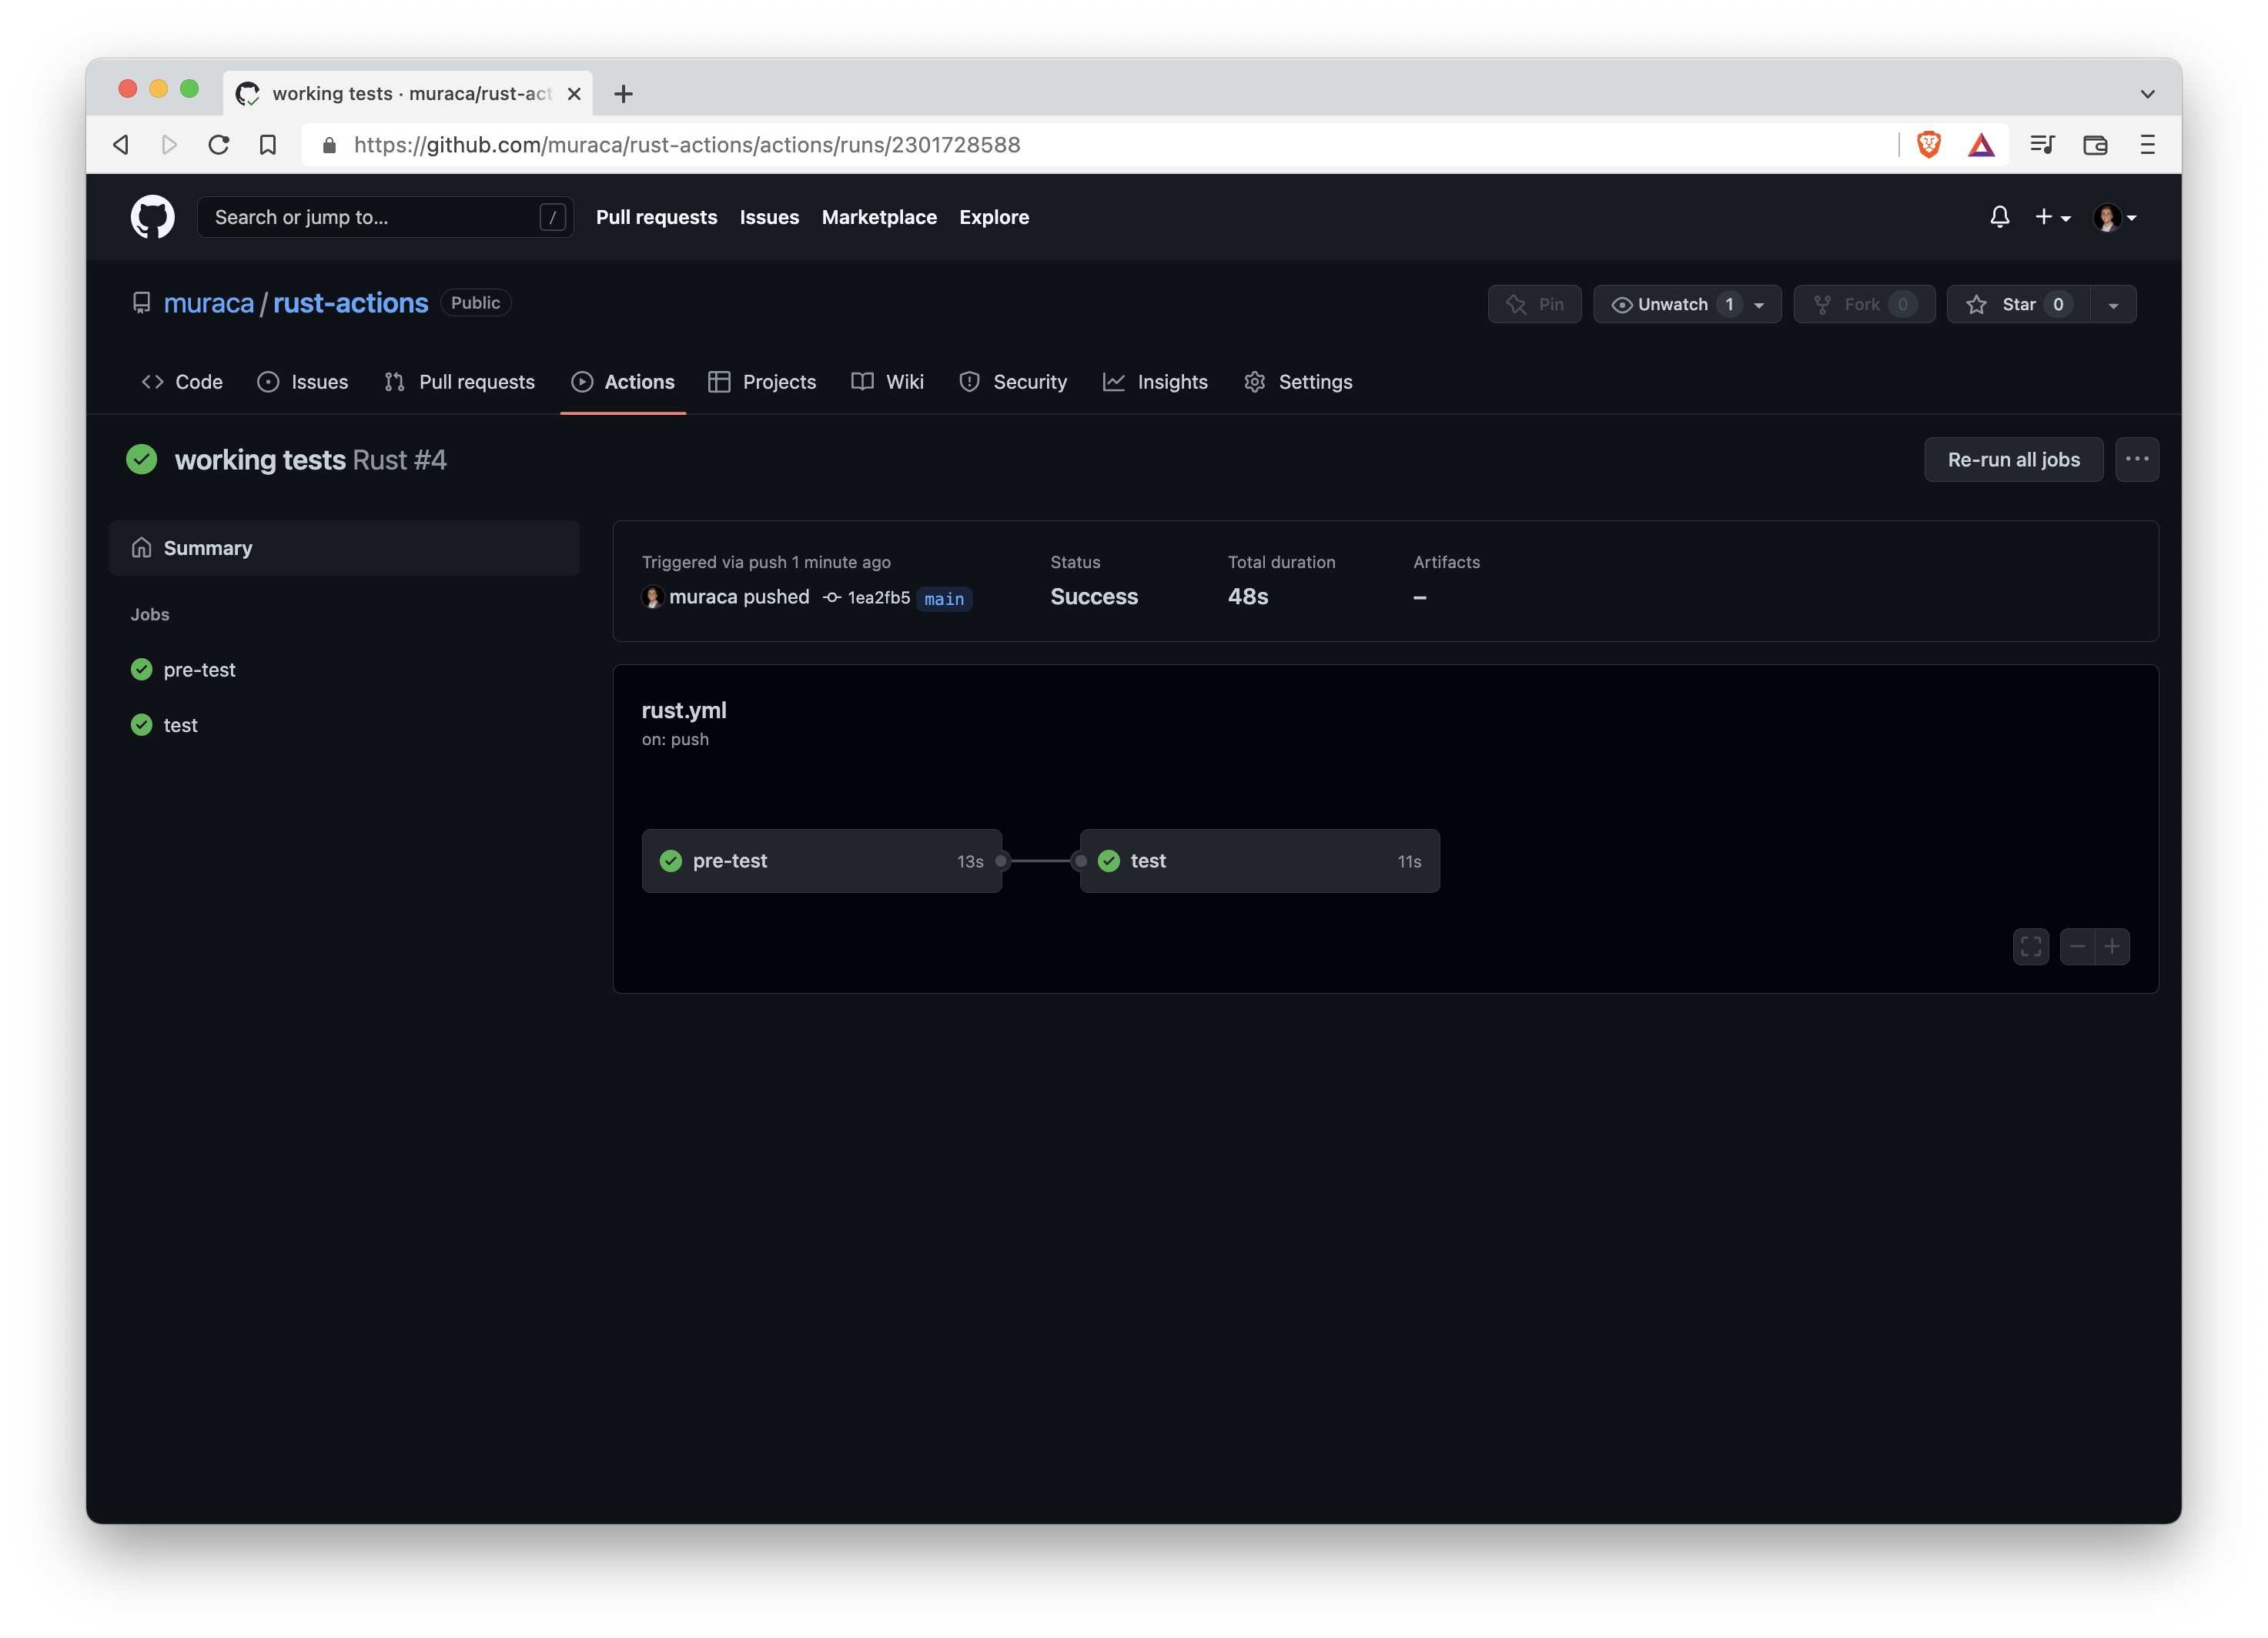 working tests · muraca/rust-act
https://github.com/muraca/rust-actions/actions/runs/2301728588
Search or jump to... /
Pull requests Issues Marketplace Explore
muraca / rust-actions Public
Pin Unwatch 1 Fork 0 Star 0
Code Issues Pull requests Actions Projects Wiki Security Insights Settings
working tests Rust #4
Re-run all jobs
Summary
Jobs
pre-test
test
Triggered via push 1 minute ago
muraca pushed 1ea2fb5 main
Status
Success
Total duration
48s
Artifacts
–
rust.yml
on: push
pre-test 13s
test 11s